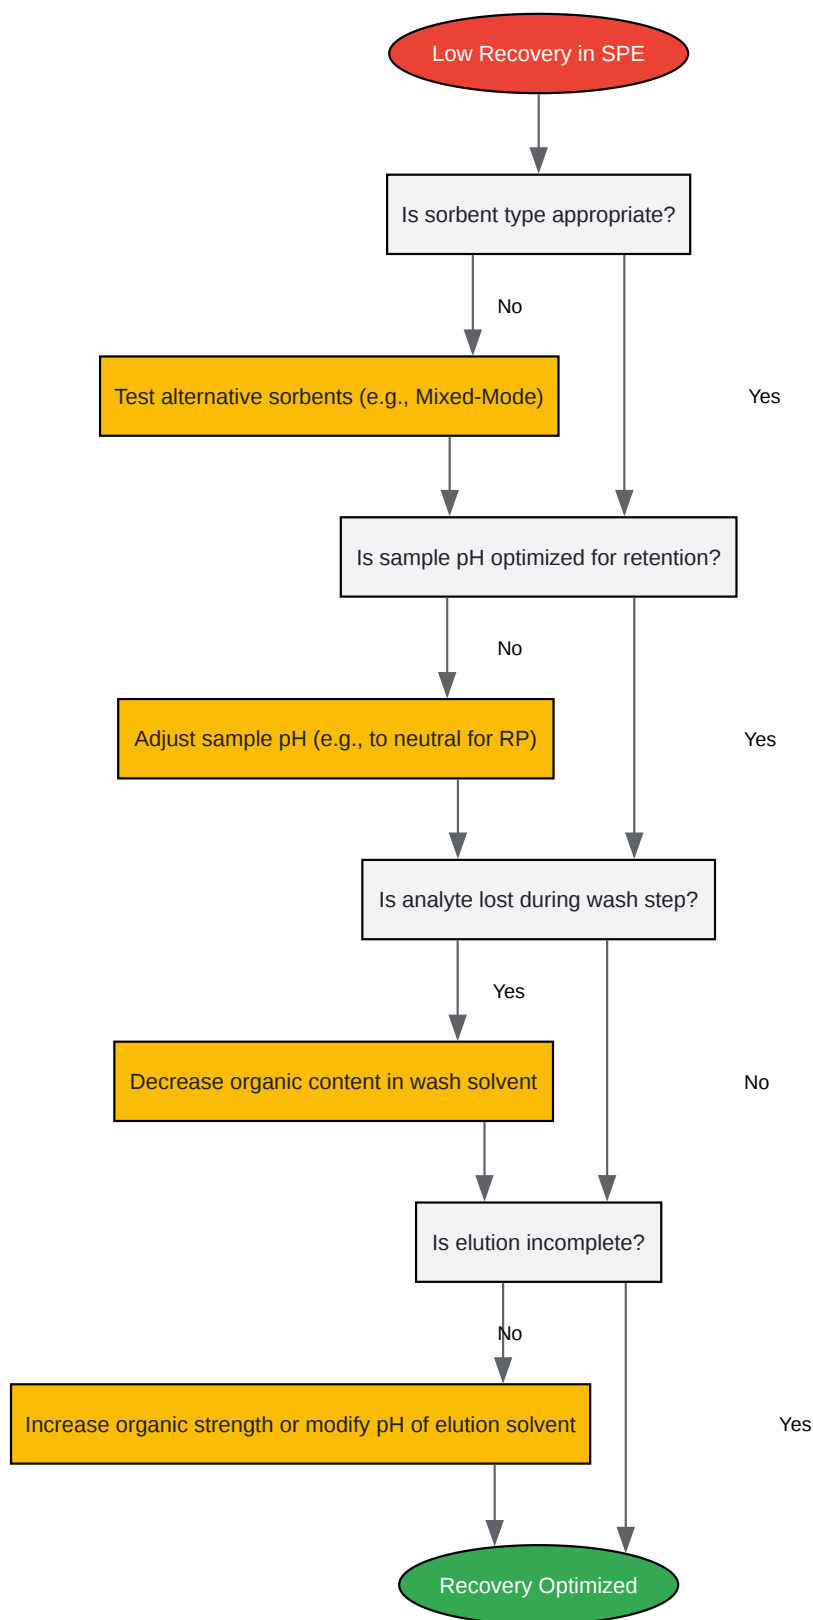 Low Recovery in SPE
Is sorbent type appropriate?
No
Test alternative sorbents (e.g., Mixed-Mode)
Yes
Is sample pH optimized for retention?
No
Adjust sample pH (e.g., to neutral for RP)
Yes
Is analyte lost during wash step?
Yes
Decrease organic content in wash solvent
No
Is elution incomplete?
No
Increase organic strength or modify pH of elution solvent
Yes
Recovery Optimized